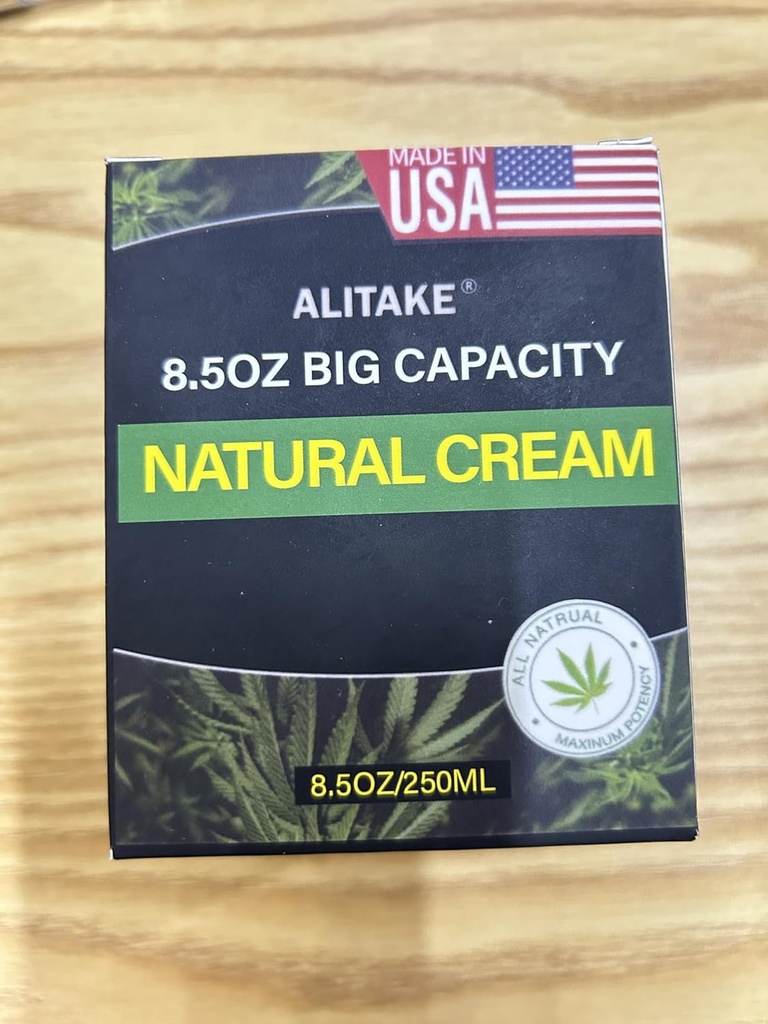 MADE IN
USA
ALITAKE®
8.5OZ BIG CAPACITY
NATURAL CREAM
ALL NATRUAL
MAXINUM POTENCY
8.5OZ/250ML